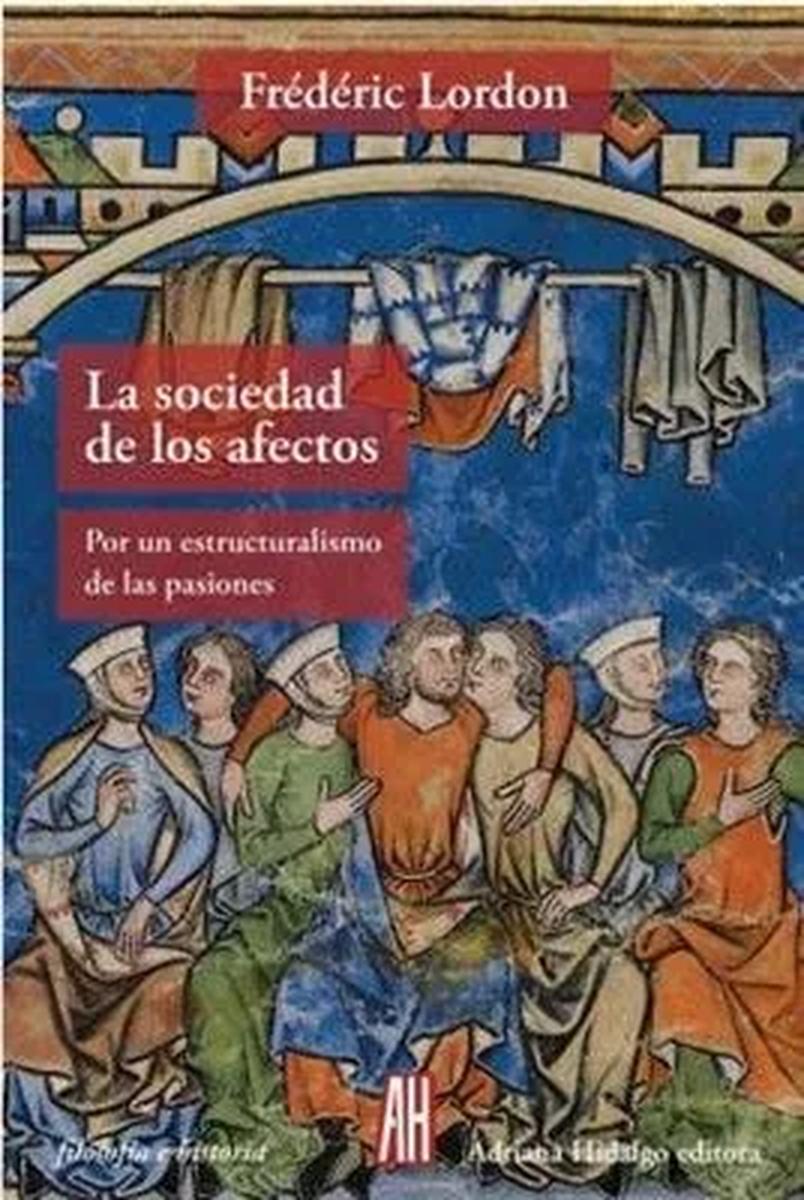 Frédéric Lordon
La sociedad
de los afectos
Por un estructuralismo
de las pasiones
filosofía e historia
AH
Adriana Hidalgo editora